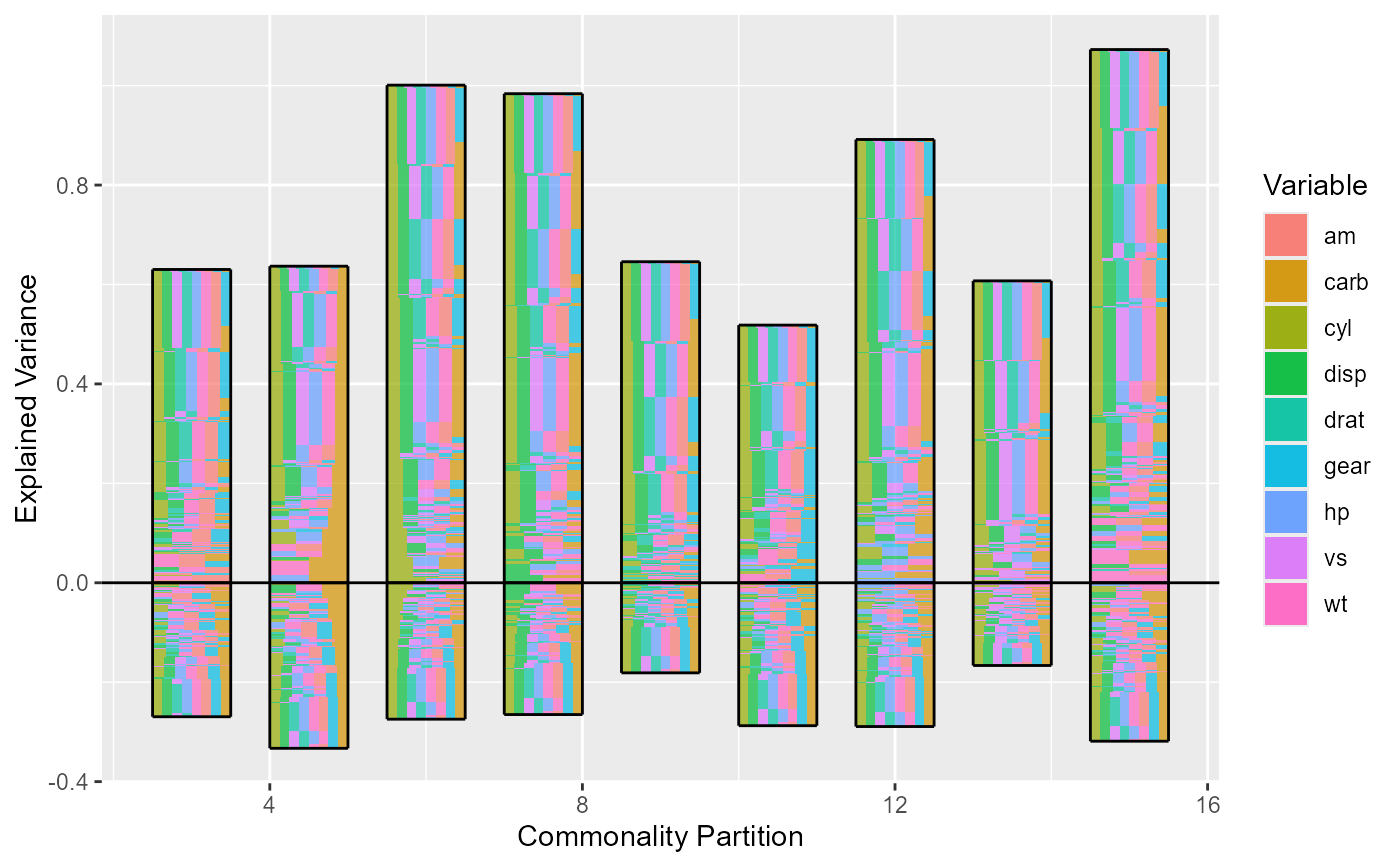 0.8
0.4
0.0
-0.4
Explained Variance
4
8
12
16
Commonality Partition
Variable
am
carb
cyl
disp
drat
gear
hp
vs
wt